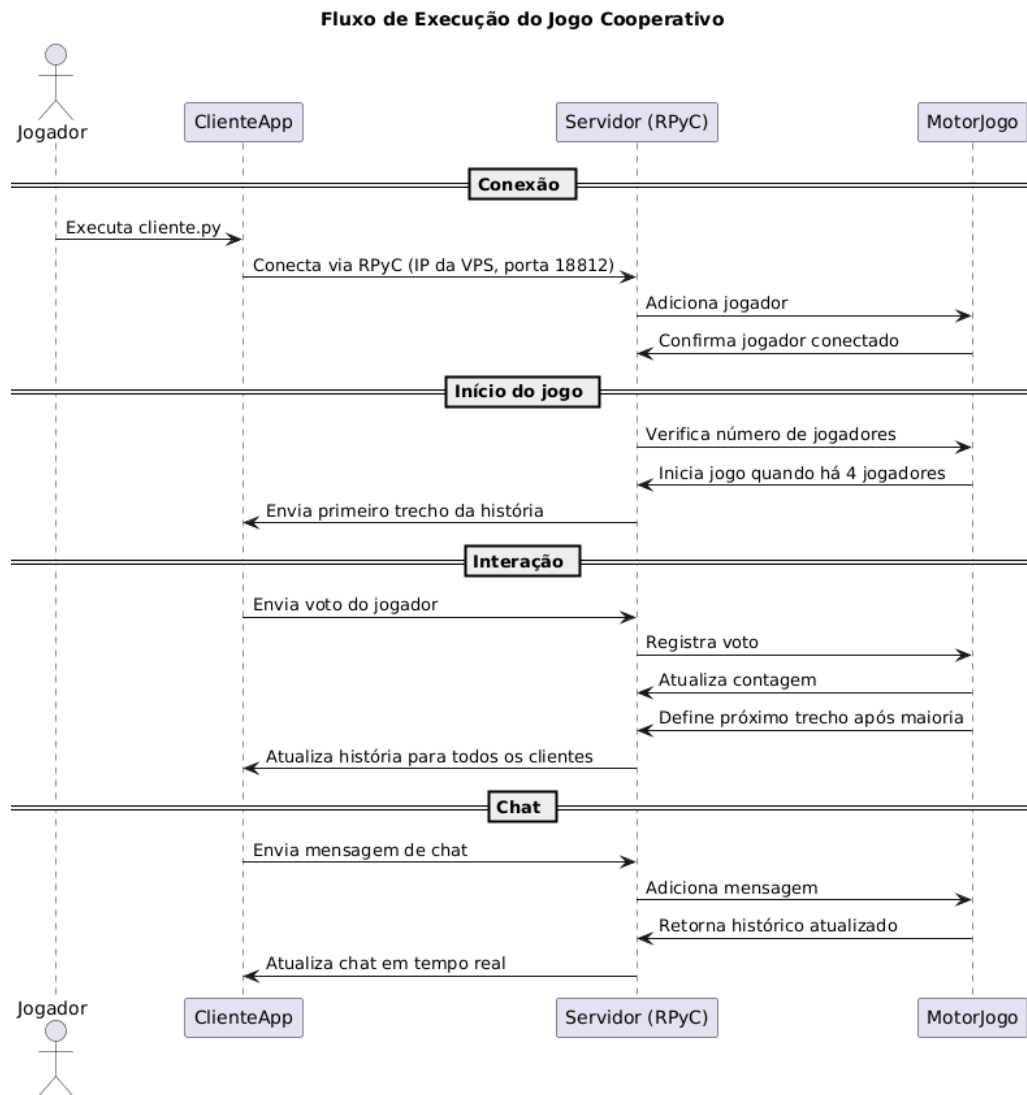 Fluxo de Execução do Jogo Cooperativo
Jogador
ClienteApp
Servidor (RPyC)
MotorJogo
Conexão
Executa cliente.py
Conecta via RPyC (IP da VPS, porta 18812)
Adiciona jogador
Confirma jogador conectado
Início do jogo
Verifica número de jogadores
Inicia jogo quando há 4 jogadores
Envia primeiro trecho da história
Interação
Envia voto do jogador
Registra voto
Atualiza contagem
Define próximo trecho após maioria
Atualiza história para todos os clientes
Chat
Envia mensagem de chat
Adiciona mensagem
Retorna histórico atualizado
Atualiza chat em tempo real
Jogador
ClienteApp
Servidor (RPyC)
MotorJogo